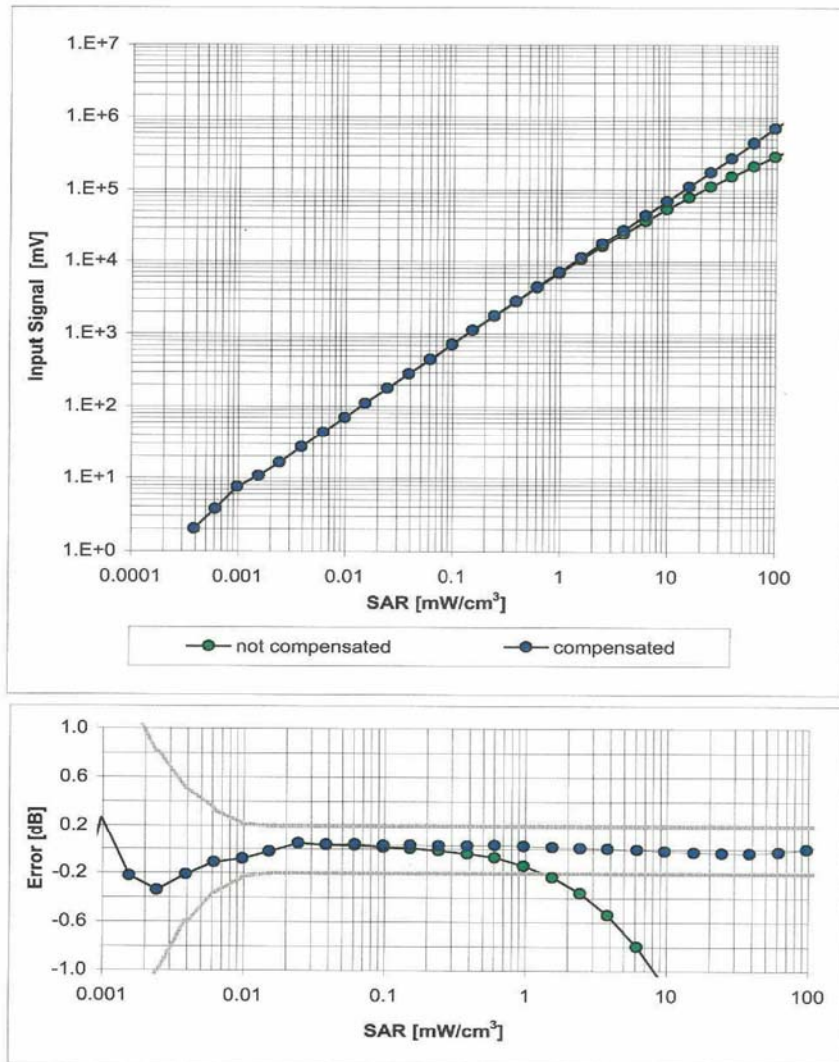 1.E+7
1.E+6
1.E+5
1.E+4
1.E+3
1.E+2
1.E+1
1.E+0
Input Signal [mV]
0.0001 0.001 0.01 0.1 1 10 100
SAR [mW/cm³]
not compensated compensated
1.0
0.6
0.2
-0.2
-0.6
-1.0
Error [dB]
0.001 0.01 0.1 1 10 100
SAR [mW/cm³]